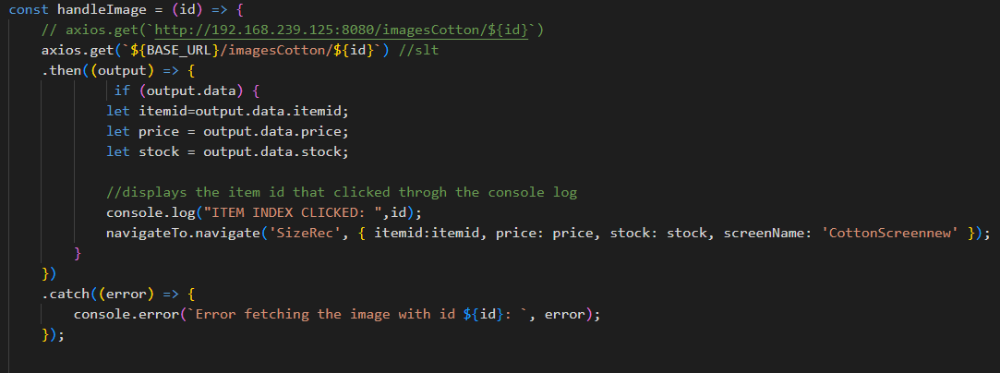 const handleImage = (id) => {
// axios.get(`http://192.168.239.125:8080/imagesCotton/${id}`)
axios.get(`${BASE_URL}/imagesCotton/${id}`) //slt
.then((output) => {
if (output.data) {
let itemid=output.data.itemid;
let price = output.data.price;
let stock = output.data.stock;
//displays the item id that clicked throgh the console log
console.log("ITEM INDEX CLICKED: ",id);
navigateTo.navigate('SizeRec', { itemid:itemid, price: price, stock: stock, screenName: 'CottonScreennew' });
}
})
.catch((error) => {
console.error(`Error fetching the image with id ${id}: `, error);
});